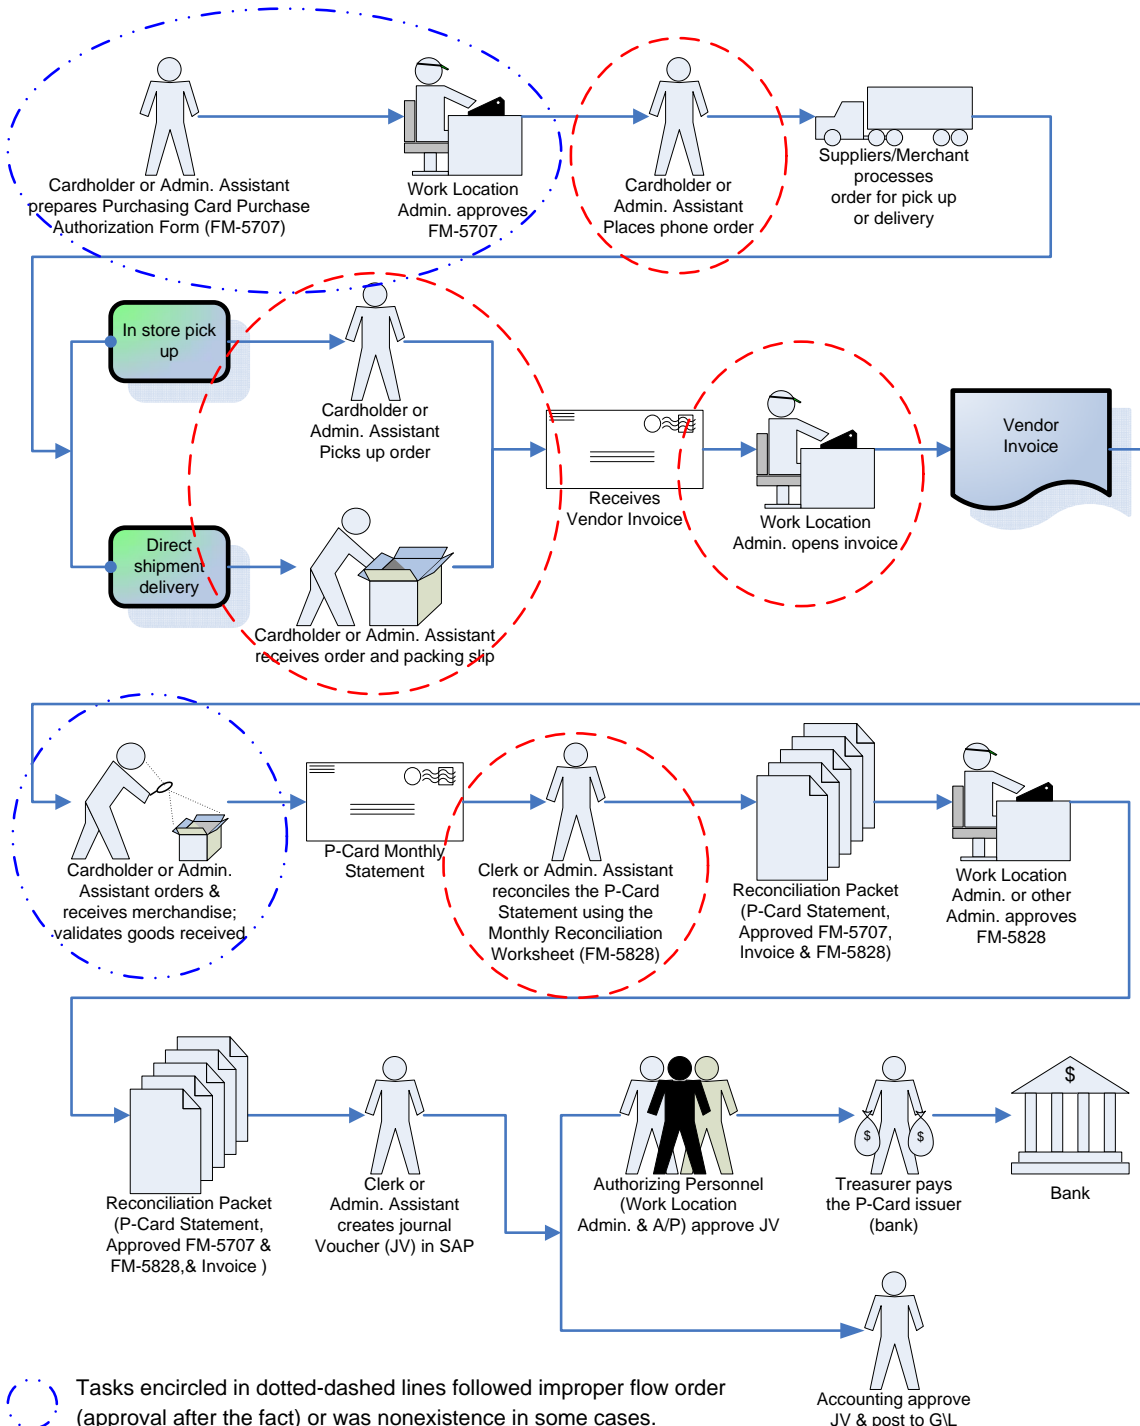 Cardholder or Admin. Assistant
prepares Purchasing Card Purchase
Authorization Form (FM-5707)
Work Location
Admin. approves
FM-5707
Cardholder or
Admin. Assistant
Places phone order
Suppliers/Merchant
processes
order for pick up
or delivery
In store pick
up
Cardholder or
Admin. Assistant
Picks up order
Direct
shipment
delivery
Cardholder or Admin. Assistant
receives order and packing slip
Receives
Vendor Invoice
Work Location
Admin. opens invoice
Vendor
Invoice
Cardholder or Admin.
Assistant orders &
receives merchandise;
validates goods received
P-Card Monthly
Statement
Clerk or Admin. Assistant
reconciles the P-Card
Statement using the
Monthly Reconciliation
Worksheet (FM-5828)
Reconciliation Packet
(P-Card Statement,
Approved FM-5707,
Invoice & FM-5828)
Work Location
Admin. or other
Admin. approves
FM-5828
Reconciliation Packet
(P-Card Statement,
Approved FM-5707 &
FM-5828,& Invoice )
Clerk or
Admin. Assistant
creates journal
Voucher (JV) in SAP
Authorizing Personnel
(Work Location
Admin. & A/P) approve JV
$
$
Treasurer pays
the P-Card issuer
(bank)
$
Bank
Accounting approve
JV & post to G\L
Tasks encircled in dotted-dashed lines followed improper flow order
(approval after the fact) or was nonexistence in some cases.